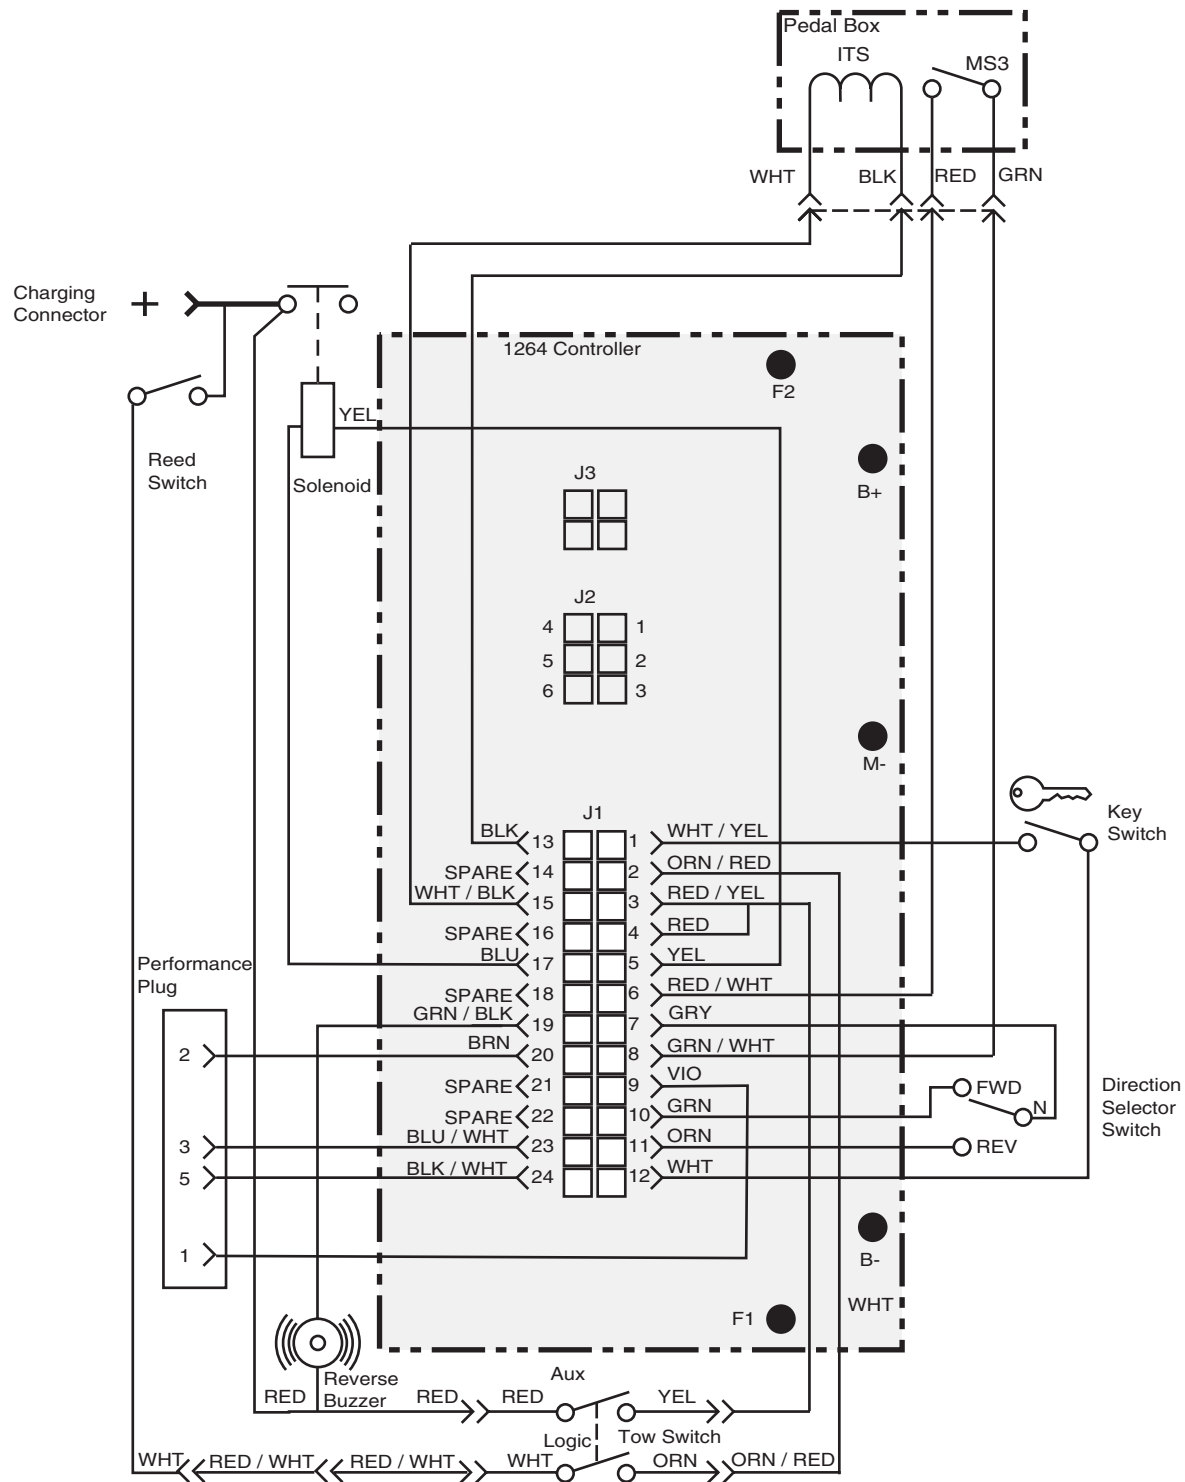 Pedal Box
ITS
MS3
WHT
BLK
RED
GRN
Charging
Connector
+
1264 Controller
F2
YEL
Reed
Switch
Solenoid
B+
J3
J2
4
1
5
2
6
3
M-
Key
Switch
J1
BLK
13
1
WHT / YEL
SPARE
14
2
ORN / RED
WHT / BLK
15
3
RED / YEL
SPARE
16
4
RED
BLU
17
5
YEL
SPARE
18
6
RED / WHT
GRN / BLK
19
7
GRY
BRN
20
8
GRN / WHT
SPARE
21
9
VIO
SPARE
22
10
GRN
BLU / WHT
23
11
ORN
BLK / WHT
24
12
WHT
Performance
Plug
2
3
5
1
FWD
N
REV
Direction
Selector
Switch
B-
WHT
F1
Reverse
Buzzer
Aux
RED
RED
RED
YEL
Logic
Tow Switch
WHT
RED / WHT
RED / WHT
WHT
ORN
ORN / RED